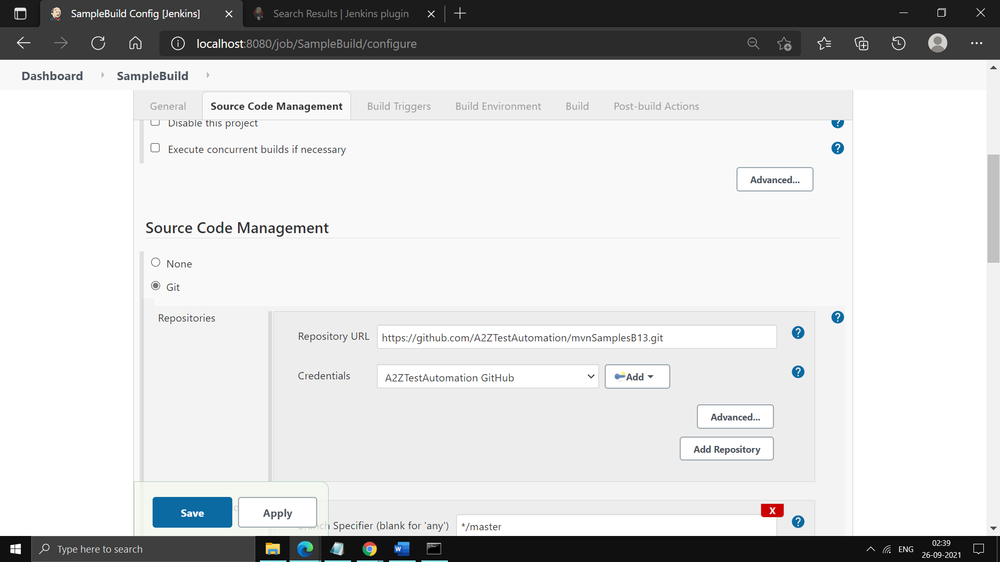 SampleBuild Config [Jenkins]
Search Results | Jenkins plugin
localhost:8080/job/SampleBuild/configure
Dashboard
SampleBuild
General
Source Code Management
Build Triggers
Build Environment
Build
Post-build Actions
Disable this project
?
Execute concurrent builds if necessary
?
Advanced...
Source Code Management
None
Git
Repositories
?
Repository URL
https://github.com/A2ZTestAutomation/mvnSamplesB13.git
?
Credentials
A2ZTestAutomation GitHub
Add
?
Advanced...
Add Repository
Save
Apply
X
Branch Specifier (blank for 'any')
*/master
?
Type here to search
ENG
02:39
26-09-2021